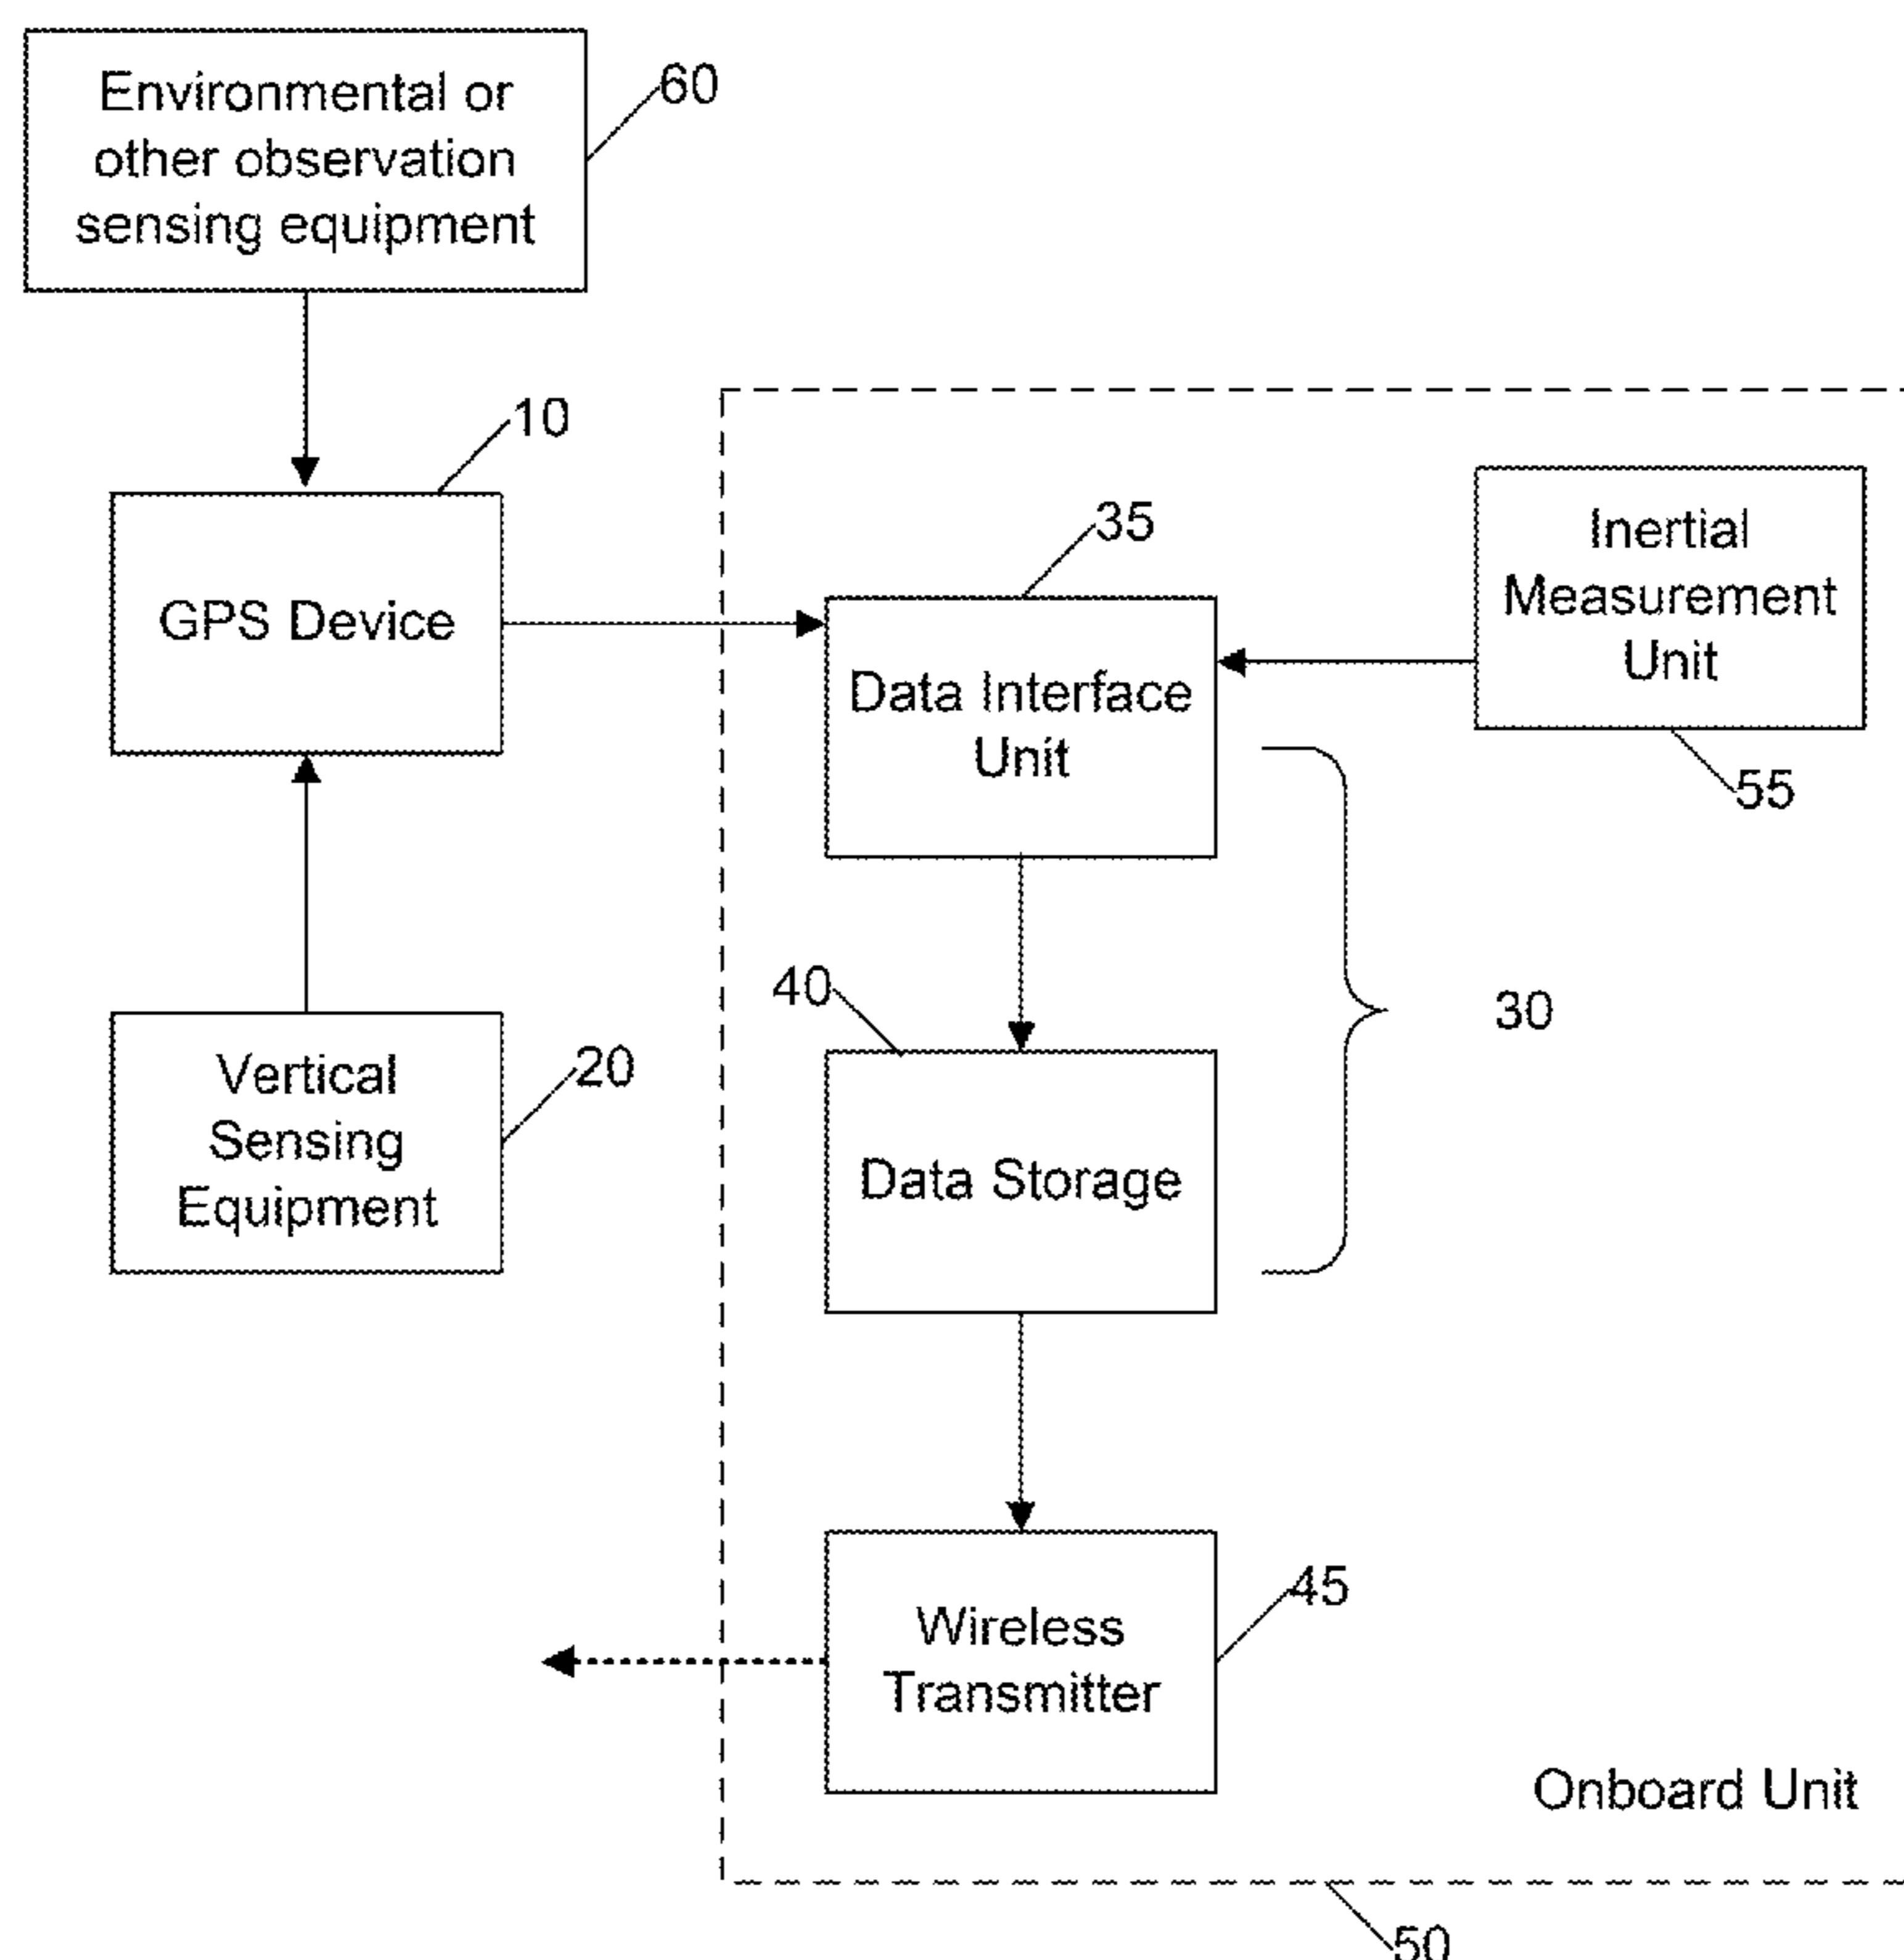 Environmental or
other observation
sensing equipment
60
10
GPS Device
35
Data Interface
Unit
Inertial
Measurement
Unit
55
Vertical
Sensing
Equipment
20
40
Data Storage
30
Wireless
Transmitter
45
Onboard Unit
50